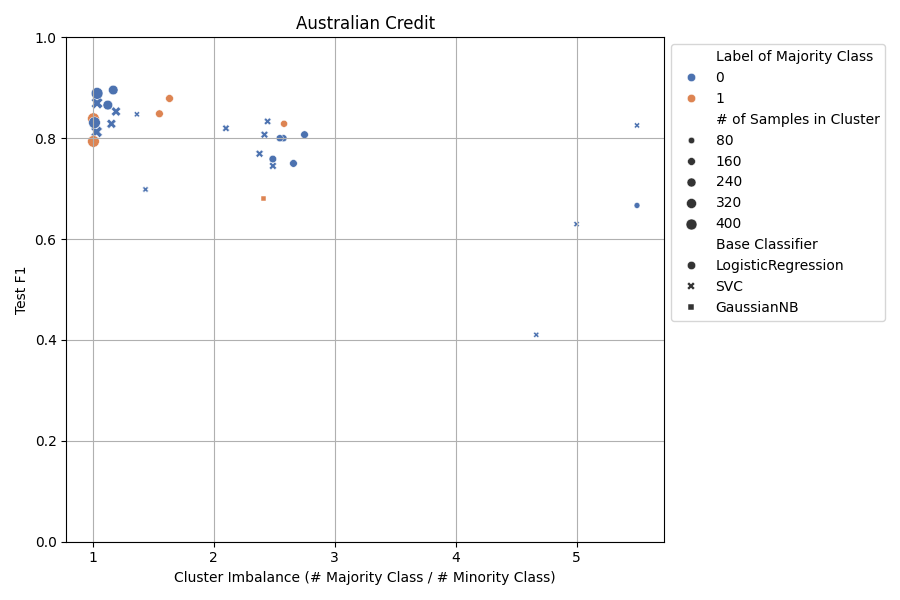 Australian Credit
1.0
0.8
0.6
0.4
0.2
0.0
Test F1
1
2
3
4
5
Cluster Imbalance (# Majority Class / # Minority Class)
Label of Majority Class
0
1
# of Samples in Cluster
80
160
240
320
400
Base Classifier
LogisticRegression
SVC
GaussianNB